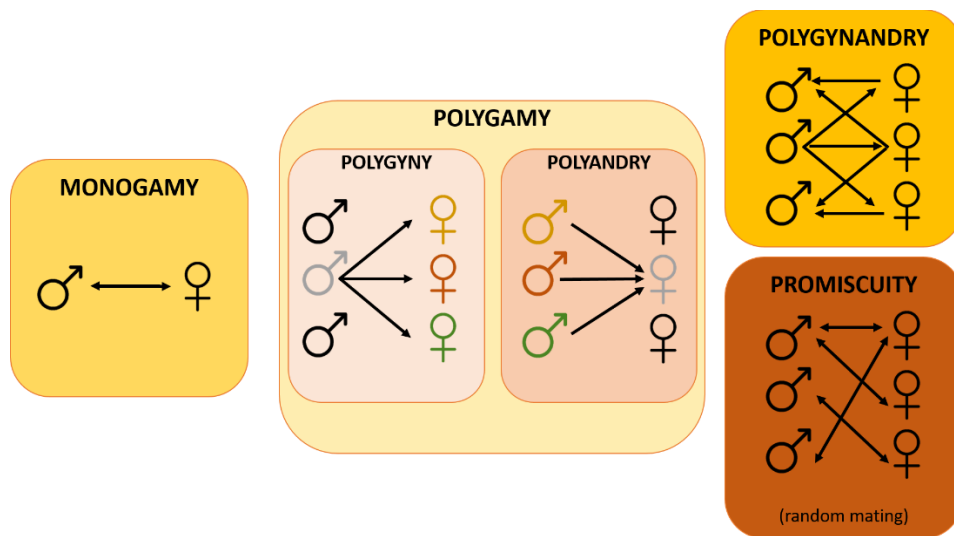 MONOGAMY
POLYGAMY
POLYGYNY
POLYANDRY
POLYGYNANDRY
PROMISCUITY
(random mating)